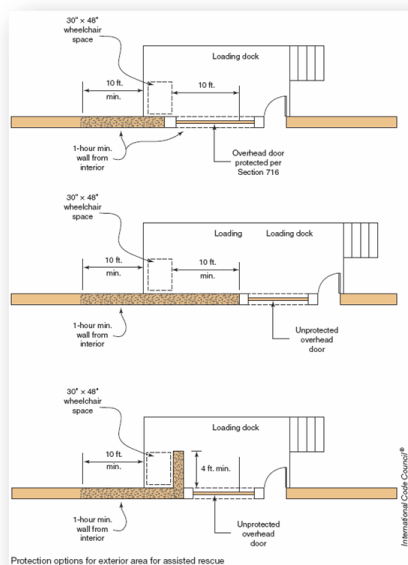 30" × 48"
wheelchair
space
Loading dock
10 ft.
min.
10 ft.
1-hour min.
wall from
interior
Overhead door
protected per
Section 716
30" × 48"
wheelchair
space
Loading
Loading dock
10 ft.
min.
10 ft.
min.
1-hour min.
wall from
interior
Unprotected
overhead
door
30" × 48"
wheelchair
space
Loading dock
10 ft.
min.
4 ft. min.
1-hour min.
wall from
interior
Unprotected
overhead
door
International Code Council®
Protection options for exterior area for assisted rescue